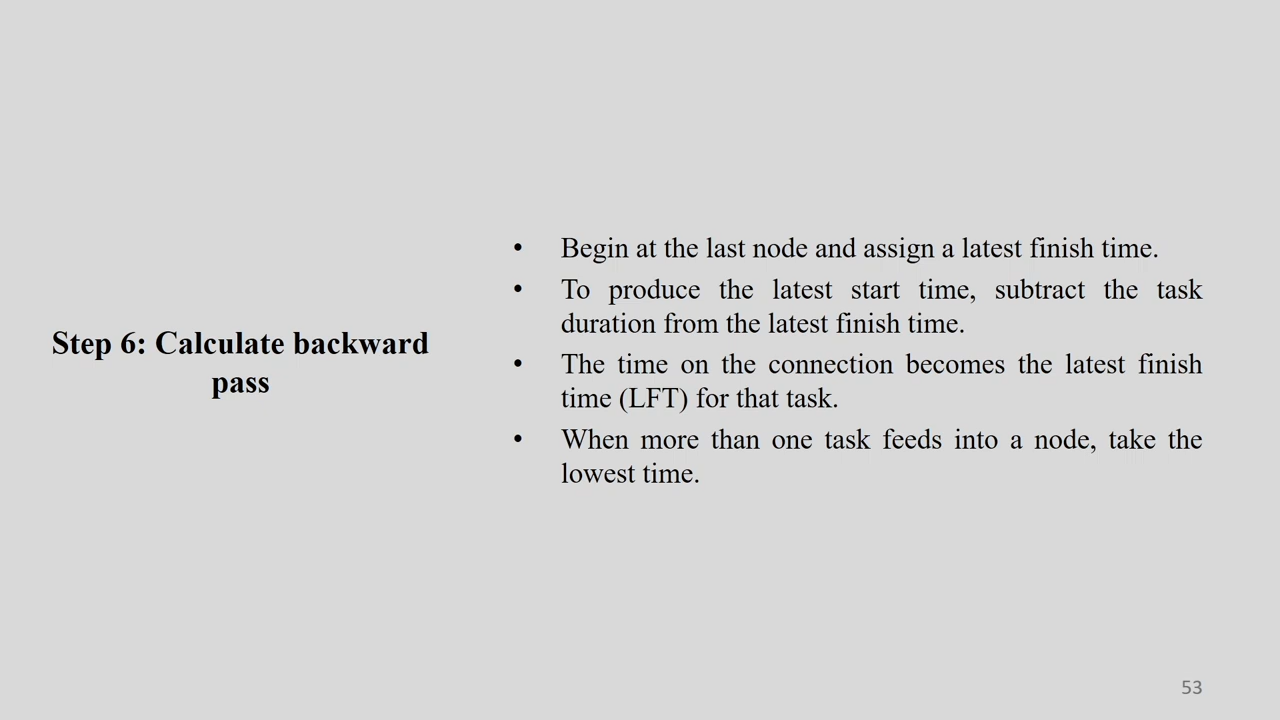 Step 6: Calculate backward
pass
• Begin at the last node and assign a latest finish time.
• To produce the latest start time, subtract the task
duration from the latest finish time.
• The time on the connection becomes the latest finish
time (LFT) for that task.
• When more than one task feeds into a node, take the
lowest time.
53